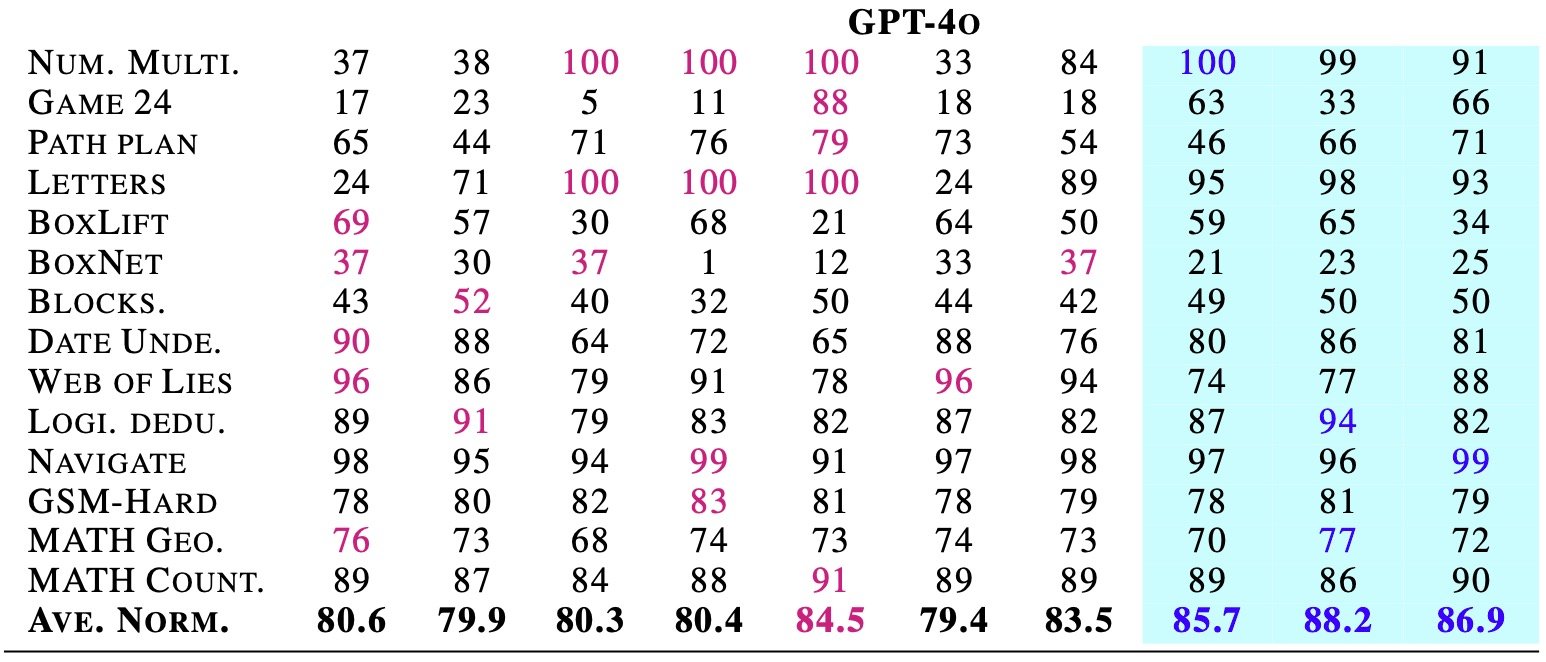 GPT-4O
NUM. MULTI. 37 38 100 100 100 33 84 100 99 91
GAME 24 17 23 5 11 88 18 18 63 33 66
PATH PLAN 65 44 71 76 79 73 54 46 66 71
LETTERS 24 71 100 100 100 24 89 95 98 93
BOXLIFT 69 57 30 68 21 64 50 59 65 34
BOXNET 37 30 37 1 12 33 37 21 23 25
BLOCKS. 43 52 40 32 50 44 42 49 50 50
DATE UNDE. 90 88 64 72 65 88 76 80 86 81
WEB OF LIES 96 86 79 91 78 96 94 74 77 88
LOGI. DEDU. 89 91 79 83 82 87 82 87 94 82
NAVIGATE 98 95 94 99 91 97 98 97 96 99
GSM-HARD 78 80 82 83 81 78 79 78 81 79
MATH GEO. 76 73 68 74 73 74 73 70 77 72
MATH COUNT. 89 87 84 88 91 89 89 89 86 90
AVE. NORM. 80.6 79.9 80.3 80.4 84.5 79.4 83.5 85.7 88.2 86.9